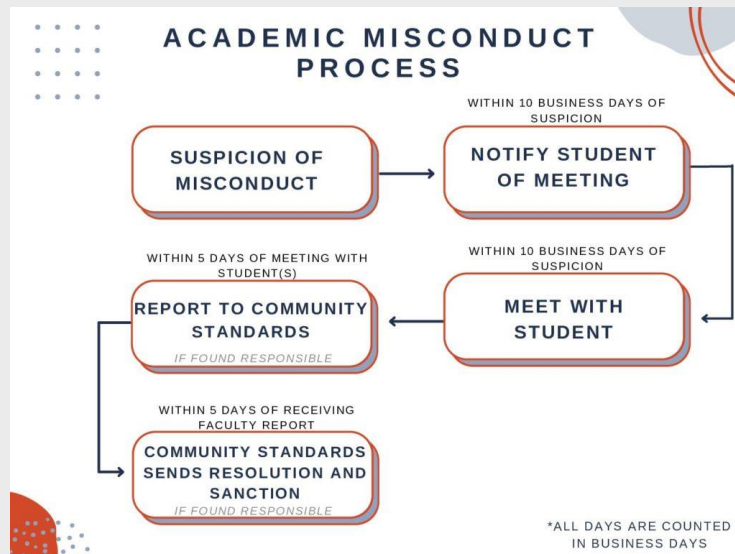 ACADEMIC MISCONDUCT
PROCESS
SUSPICION OF
MISCONDUCT
WITHIN 10 BUSINESS DAYS OF
SUSPICION
NOTIFY STUDENT
OF MEETING
WITHIN 10 BUSINESS DAYS OF
SUSPICION
MEET WITH
STUDENT
WITHIN 5 DAYS OF MEETING WITH
STUDENT(S)
REPORT TO COMMUNITY
STANDARDS
IF FOUND RESPONSIBLE
WITHIN 5 DAYS OF RECEIVING
FACULTY REPORT
COMMUNITY STANDARDS
SENDS RESOLUTION AND
SANCTION
IF FOUND RESPONSIBLE
*ALL DAYS ARE COUNTED
IN BUSINESS DAYS